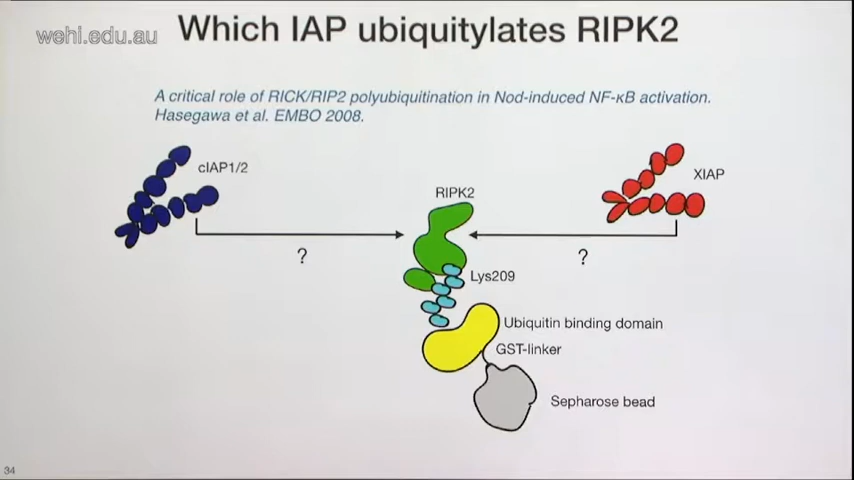 wehi.edu.au
Which IAP ubiquitylates RIPK2
A critical role of RICK/RIP2 polyubiquitination in Nod-induced NF-κB activation.
Hasegawa et al. EMBO 2008.
cIAP1/2
XIAP
RIPK2
?
?
Lys209
Ubiquitin binding domain
GST-linker
Sepharose bead
34